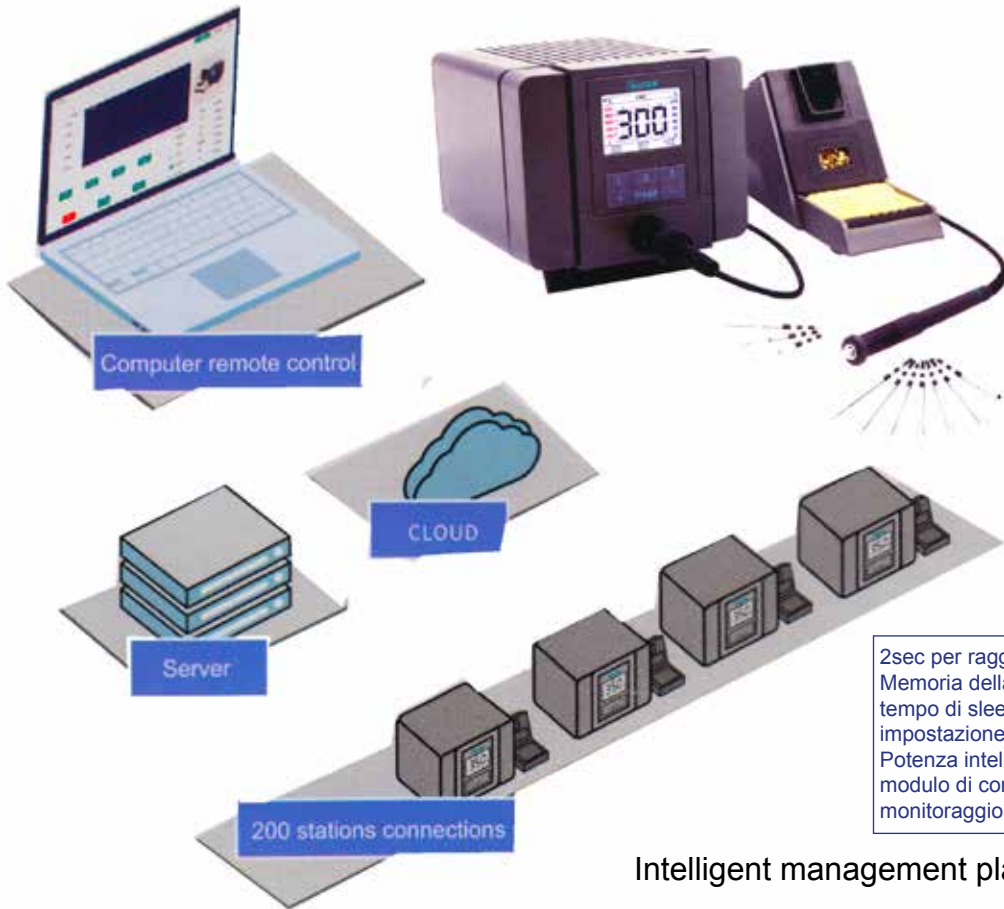 300
Computer remote control
CLOUD
Server
200 stations connections
2sec per ragg
Memoria della
tempo di slee
impostazione
Potenza intel
modulo di cor
monitoraggio
Intelligent management pla